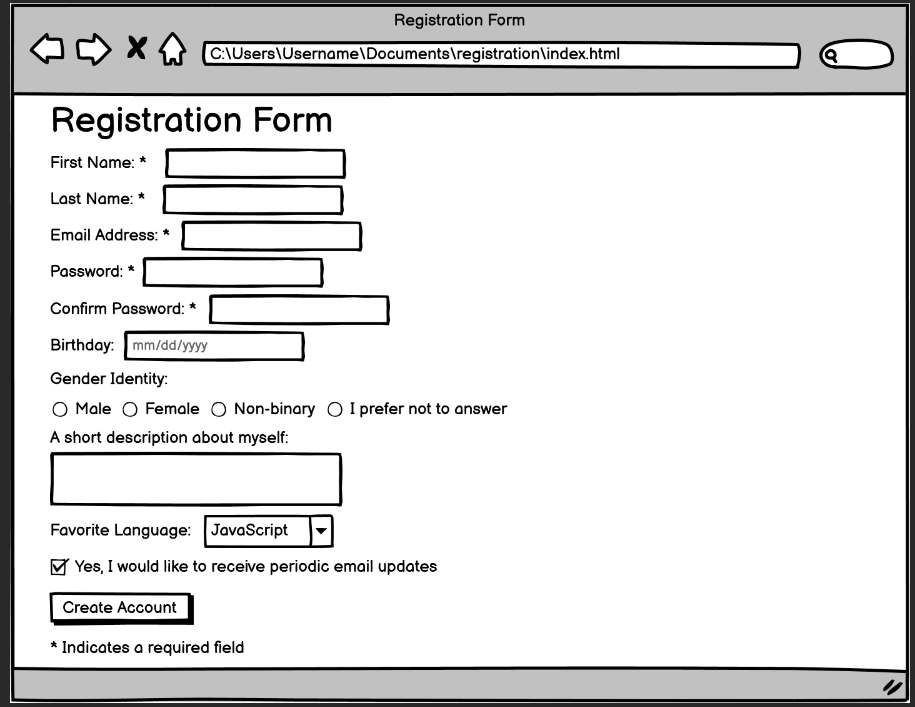 Registration Form
C:\Users\Username\Documents\registration\index.html
Registration Form
First Name: *
Last Name: *
Email Address: *
Password: *
Confirm Password: *
Birthday: mm/dd/yyyy
Gender Identity:
Male Female Non-binary I prefer not to answer
A short description about myself:
Favorite Language: JavaScript
Yes, I would like to receive periodic email updates
Create Account
* Indicates a required field